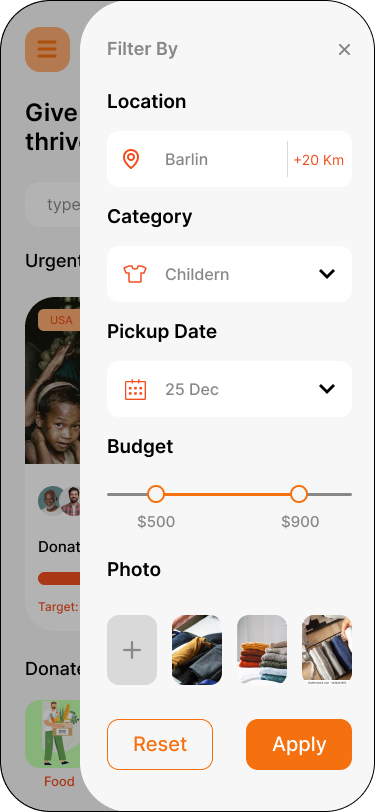 Filter By
Location
Barlin
+20 Km
Category
Childern
Pickup Date
25 Dec
Budget
$500
$900
Photo
Reset
Apply
Give
thrive
type
Urgent
USA
Donat
Target:
Donate
Food